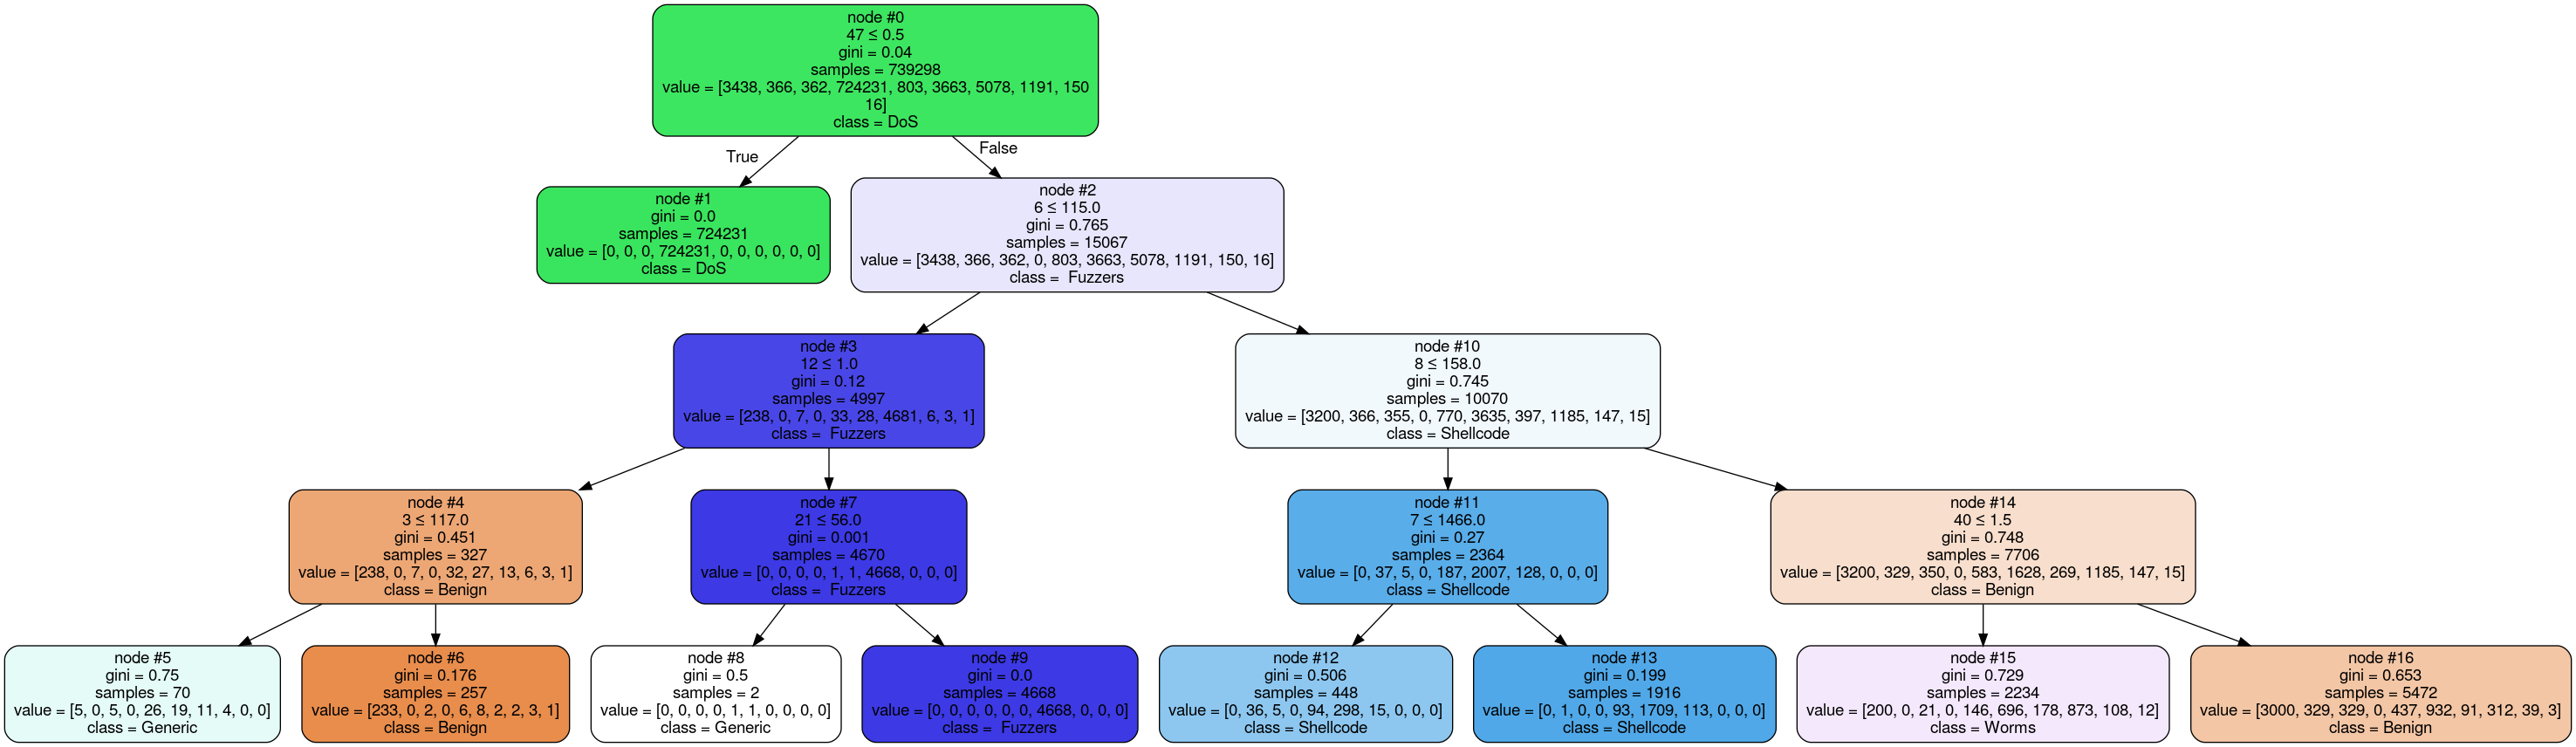 node #0
47 ≤ 0.5
gini = 0.04
samples = 739298
value = [3438, 366, 362, 724231, 803, 3663, 5078, 1191, 150
16]
class = DoS
True
False
node #1
gini = 0.0
samples = 724231
value = [0, 0, 0, 724231, 0, 0, 0, 0, 0, 0]
class = DoS
node #2
6 ≤ 115.0
gini = 0.765
samples = 15067
value = [3438, 366, 362, 0, 803, 3663, 5078, 1191, 150, 16]
class =  Fuzzers
node #3
12 ≤ 1.0
gini = 0.12
samples = 4997
value = [238, 0, 7, 0, 33, 28, 4681, 6, 3, 1]
class =  Fuzzers
node #10
8 ≤ 158.0
gini = 0.745
samples = 10070
value = [3200, 366, 355, 0, 770, 3635, 397, 1185, 147, 15]
class = Shellcode
node #4
3 ≤ 117.0
gini = 0.451
samples = 327
value = [238, 0, 7, 0, 32, 27, 13, 6, 3, 1]
class = Benign
node #7
21 ≤ 56.0
gini = 0.001
samples = 4670
value = [0, 0, 0, 0, 1, 1, 4668, 0, 0, 0]
class =  Fuzzers
node #11
7 ≤ 1466.0
gini = 0.27
samples = 2364
value = [0, 37, 5, 0, 187, 2007, 128, 0, 0, 0]
class = Shellcode
node #14
40 ≤ 1.5
gini = 0.748
samples = 7706
value = [3200, 329, 350, 0, 583, 1628, 269, 1185, 147, 15]
class = Benign
node #5
gini = 0.75
samples = 70
value = [5, 0, 5, 0, 26, 19, 11, 4, 0, 0]
class = Generic
node #6
gini = 0.176
samples = 257
value = [233, 0, 2, 0, 6, 8, 2, 2, 3, 1]
class = Benign
node #8
gini = 0.5
samples = 2
value = [0, 0, 0, 0, 1, 1, 0, 0, 0, 0]
class = Generic
node #9
gini = 0.0
samples = 4668
value = [0, 0, 0, 0, 0, 0, 4668, 0, 0, 0]
class =  Fuzzers
node #12
gini = 0.506
samples = 448
value = [0, 36, 5, 0, 94, 298, 15, 0, 0, 0]
class = Shellcode
node #13
gini = 0.199
samples = 1916
value = [0, 1, 0, 0, 93, 1709, 113, 0, 0, 0]
class = Shellcode
node #15
gini = 0.729
samples = 2234
value = [200, 0, 21, 0, 146, 696, 178, 873, 108, 12]
class = Worms
node #16
gini = 0.653
samples = 5472
value = [3000, 329, 329, 0, 437, 932, 91, 312, 39, 3]
class = Benign